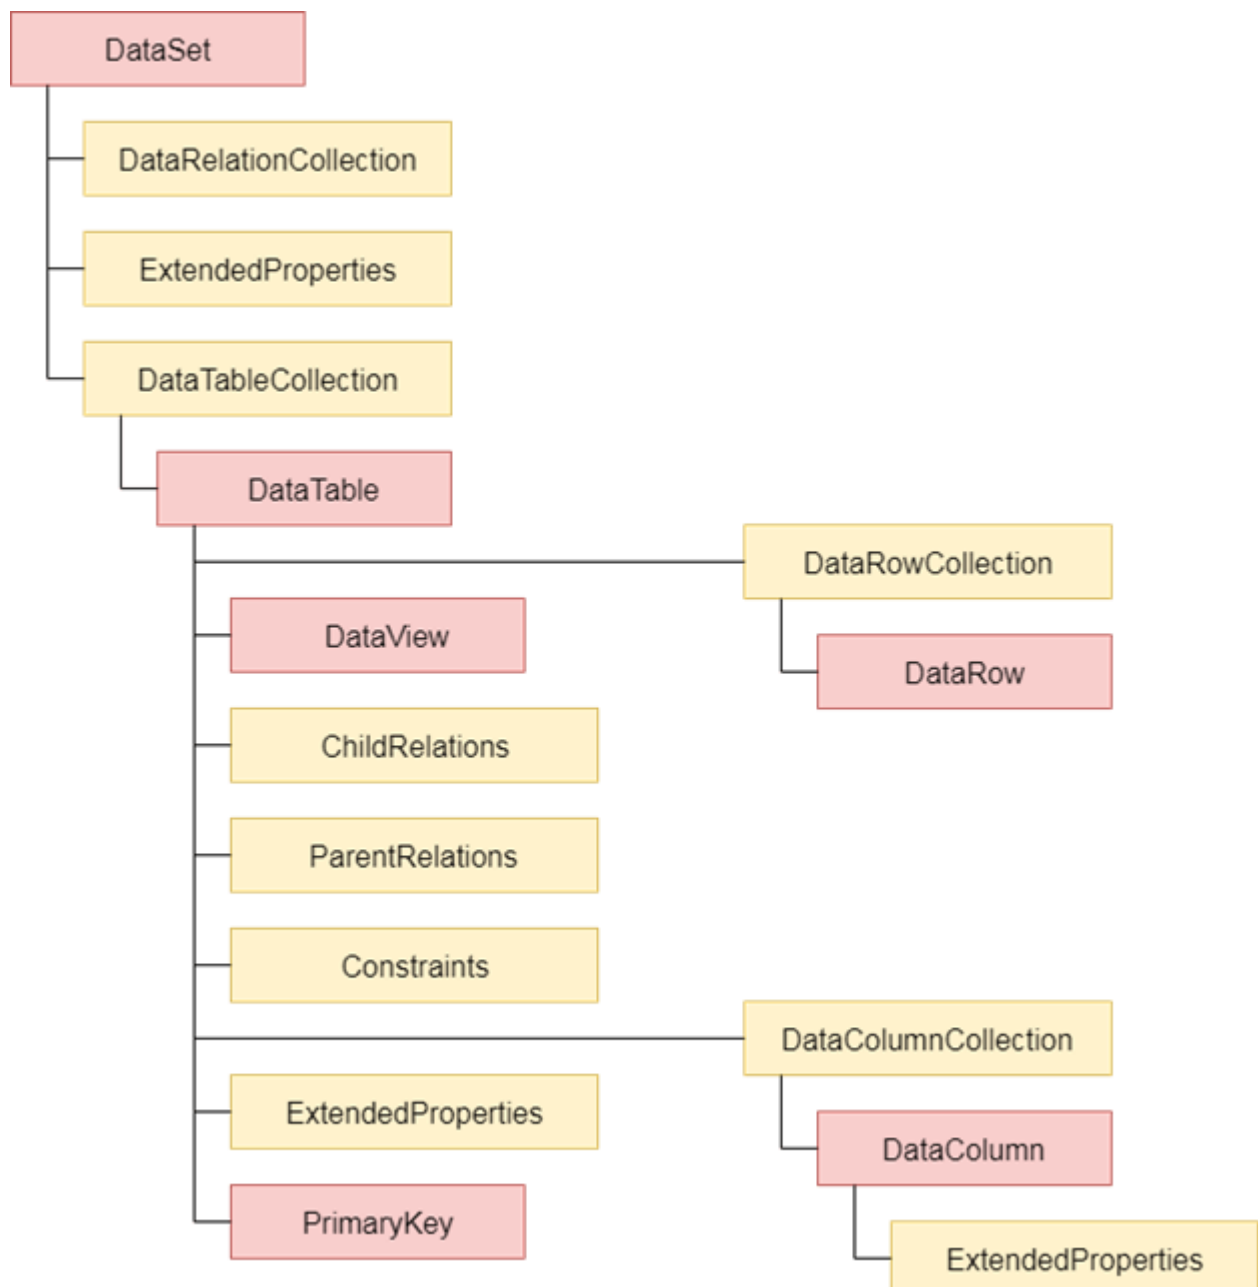 DataSet
DataRelationCollection
ExtendedProperties
DataTableCollection
DataTable
DataRowCollection
DataView
DataRow
ChildRelations
ParentRelations
Constraints
DataColumnCollection
ExtendedProperties
DataColumn
PrimaryKey
ExtendedProperties